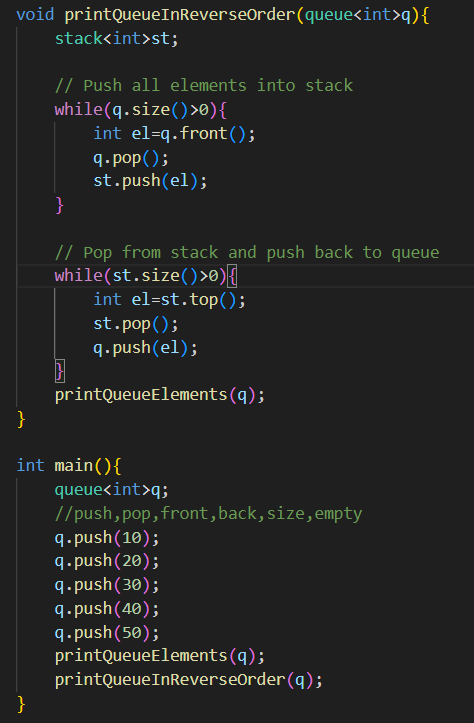 void printQueueInReverseOrder(queue<int>q){
    stack<int>st;

    // Push all elements into stack
    while(q.size()>0){
        int el=q.front();
        q.pop();
        st.push(el);
    }

    // Pop from stack and push back to queue
    while(st.size()>0){
        int el=st.top();
        st.pop();
        q.push(el);
    }
    printQueueElements(q);
}

int main(){
    queue<int>q;
    //push,pop,front,back,size,empty
    q.push(10);
    q.push(20);
    q.push(30);
    q.push(40);
    q.push(50);
    printQueueElements(q);
    printQueueInReverseOrder(q);
}